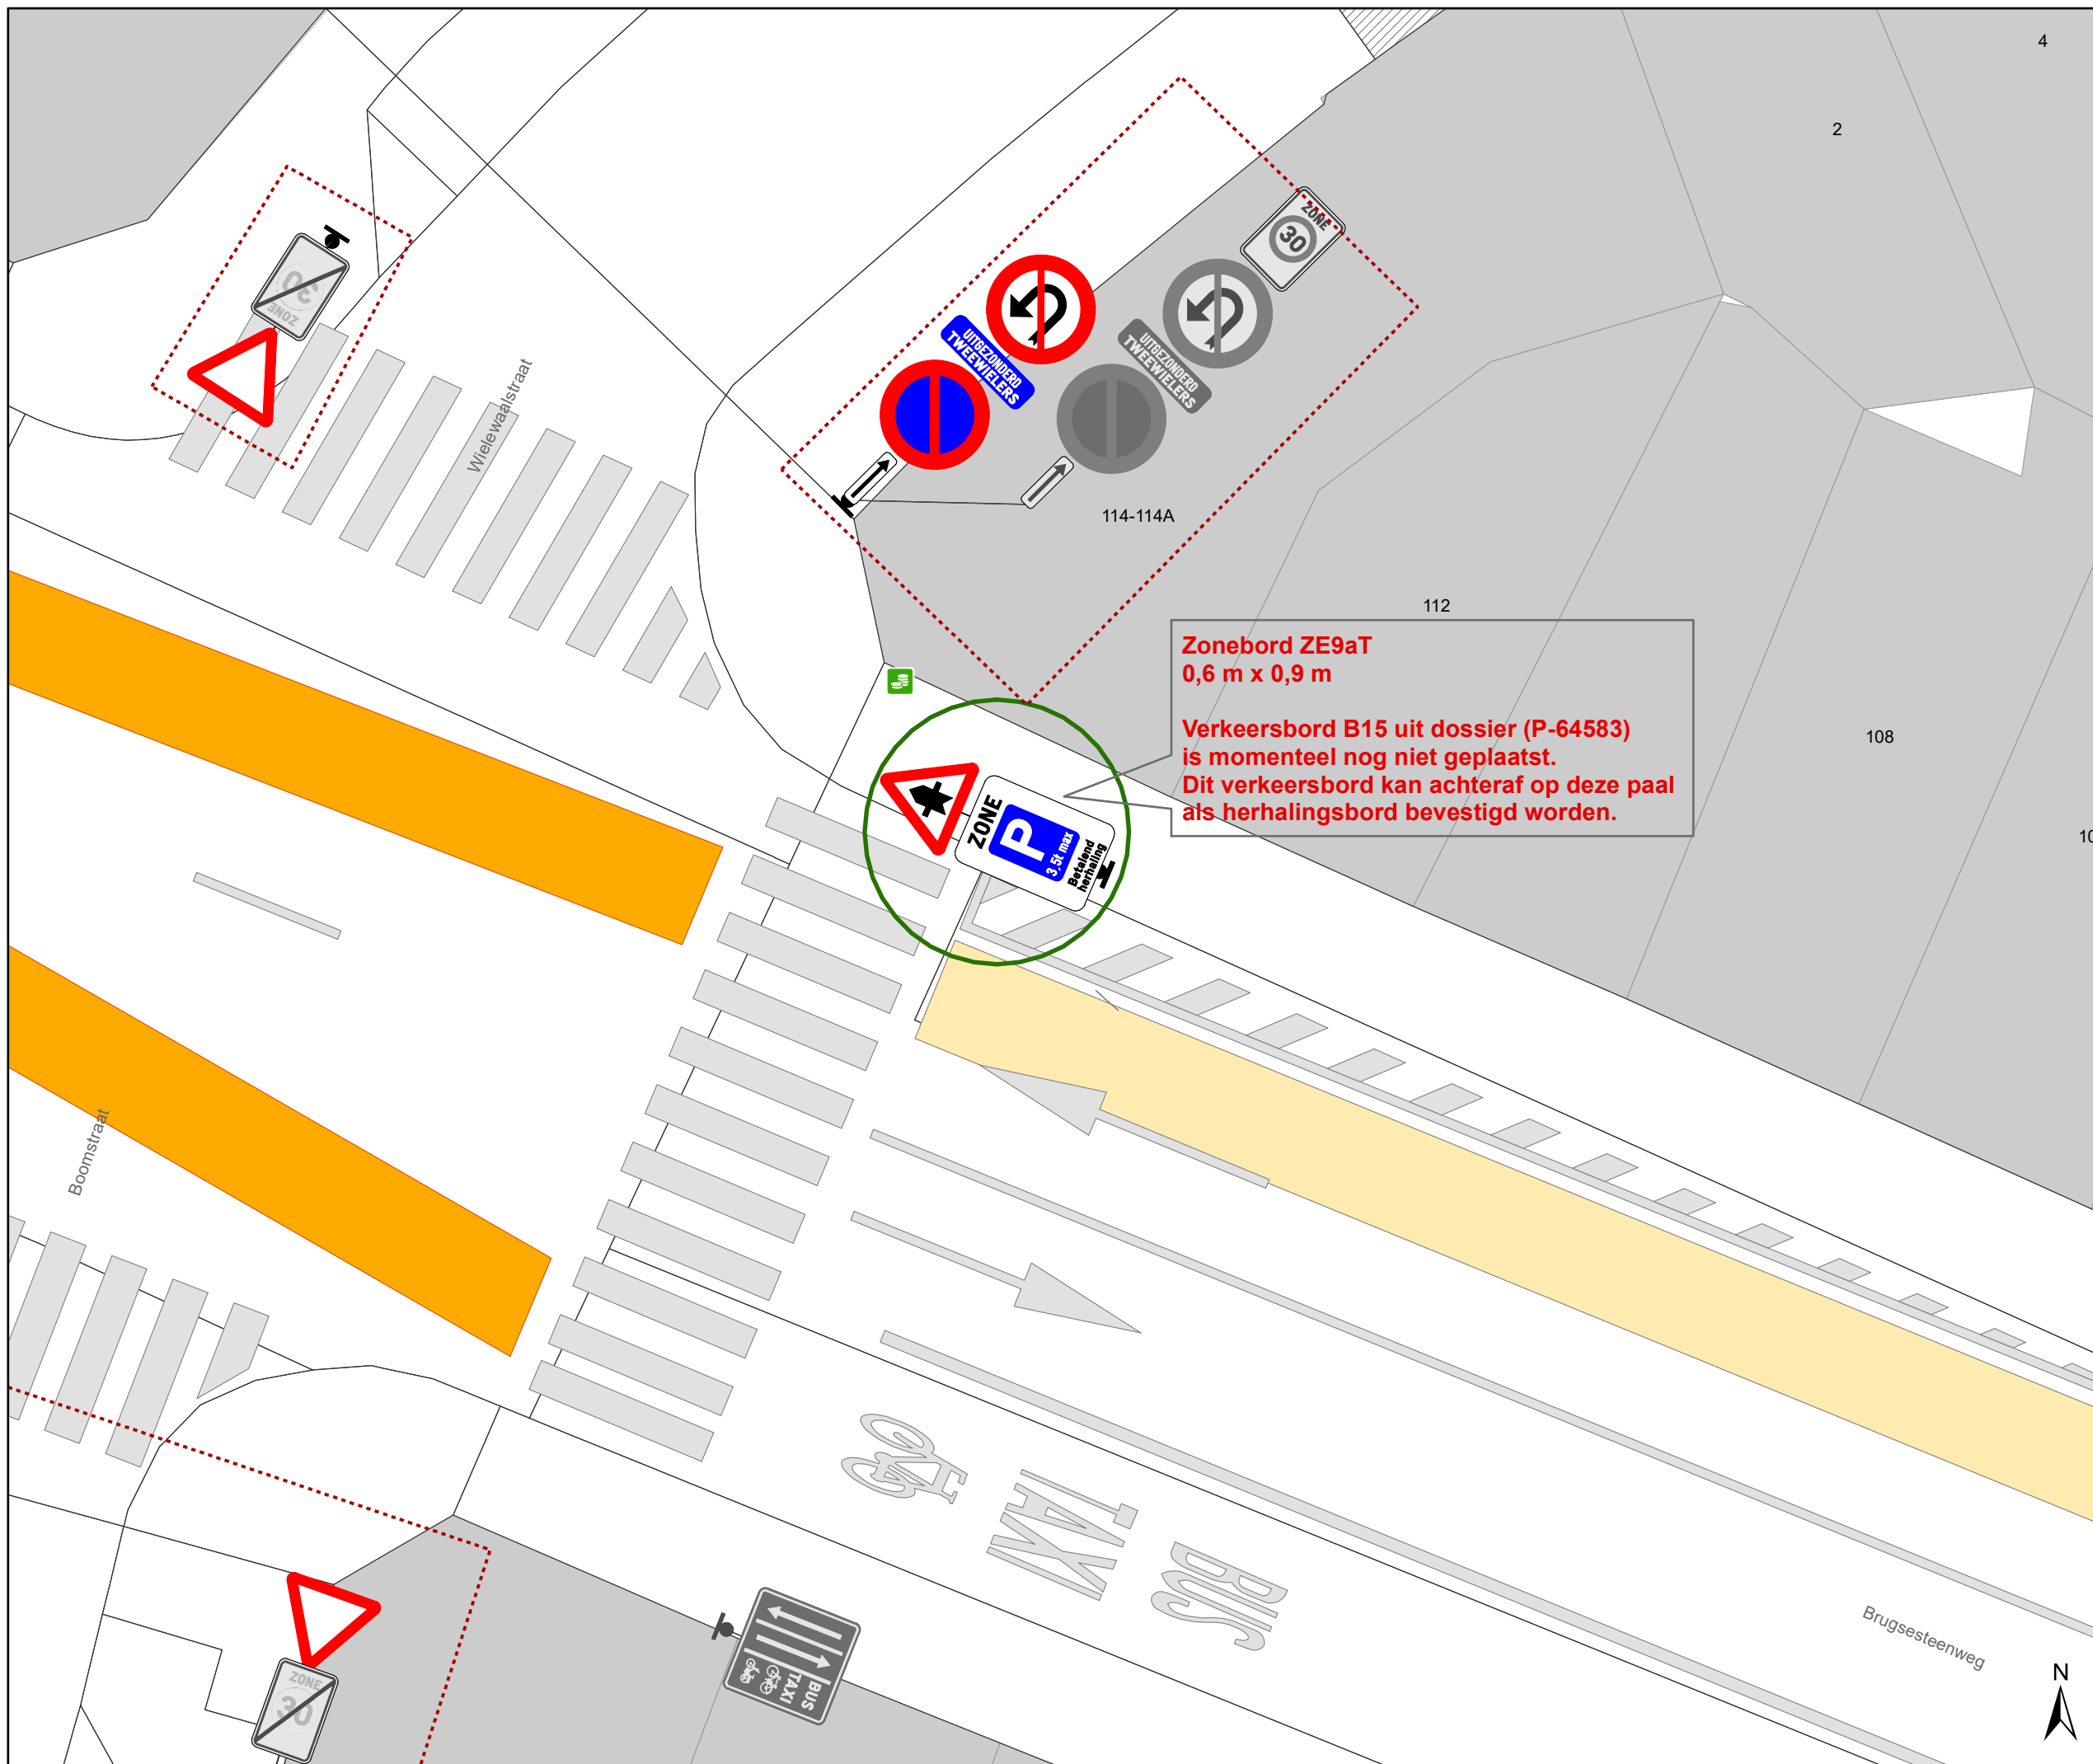 4
2
ZONE
30
ZONE
30
UITGEZONDERD
TWEEWIELERS
UITGEZONDERD
TWEEWIELERS
Wielewaalstraat
114-114A
112
Zonebord ZE9aT
0,6 m x 0,9 m
Verkeersbord B15 uit dossier (P-64583)
is momenteel nog niet geplaatst.
Dit verkeersbord kan achteraf op deze paal
als herhalingsbord bevestigd worden.
108
10
ZONE
P
3,5t max
Betalend
herhaling
Boomstraat
TAXI
BUS
Brugsesteenweg
ZONE
30
BUS
TAXI
N